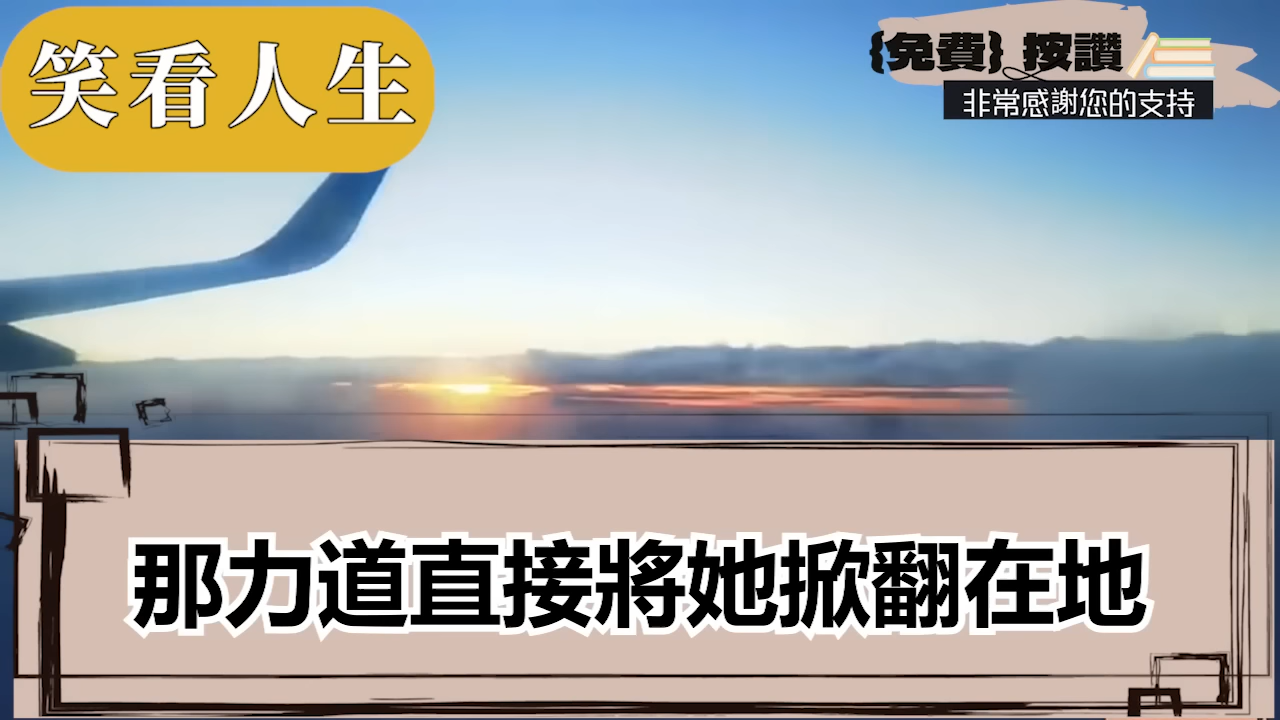 笑看人生
{免費} 按讚
非常感謝您的支持
那力道直接將她掀翻在地